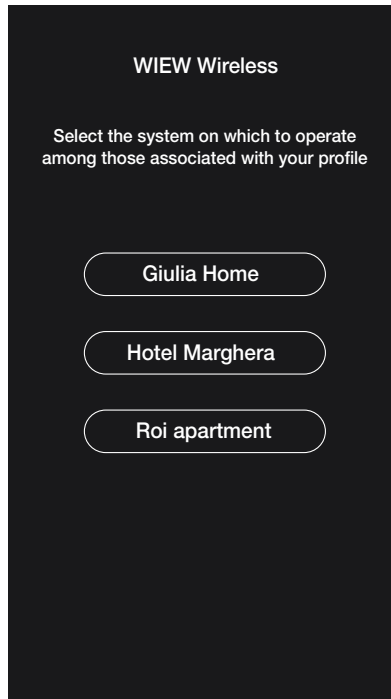 WIEW Wireless
Select the system on which to operate
among those associated with your profile
Giulia Home
Hotel Marghera
Roi apartment